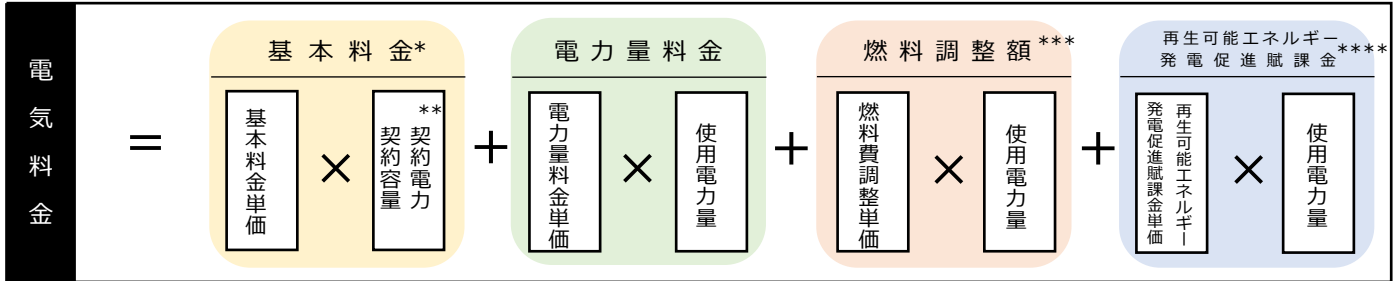 電気料金
=
基本料金*
基本料金単価
×
**
契約電力
契約容量
+
電力量料金
電力量料金単価
×
使用電力量
+
燃料調整額***
燃料費調整単価
×
使用電力量
+
再生可能エネルギー
発電促進賦課金****
再生可能エネルギー
発電促進賦課金単価
×
使用電力量